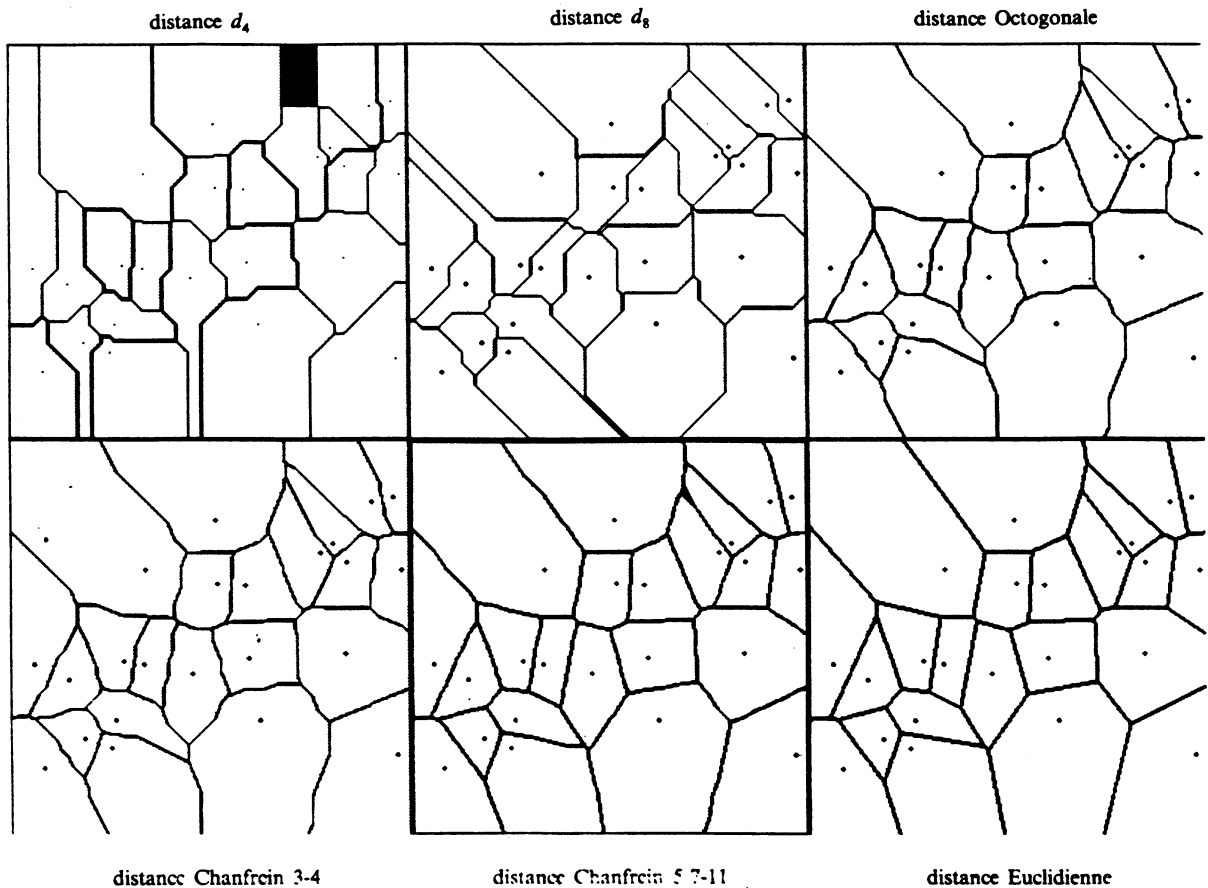 distance d₄
distance d₈
distance Octogonale
distance Chanfrein 3-4
distance Chanfrein 5 7-11
distance Euclidienne